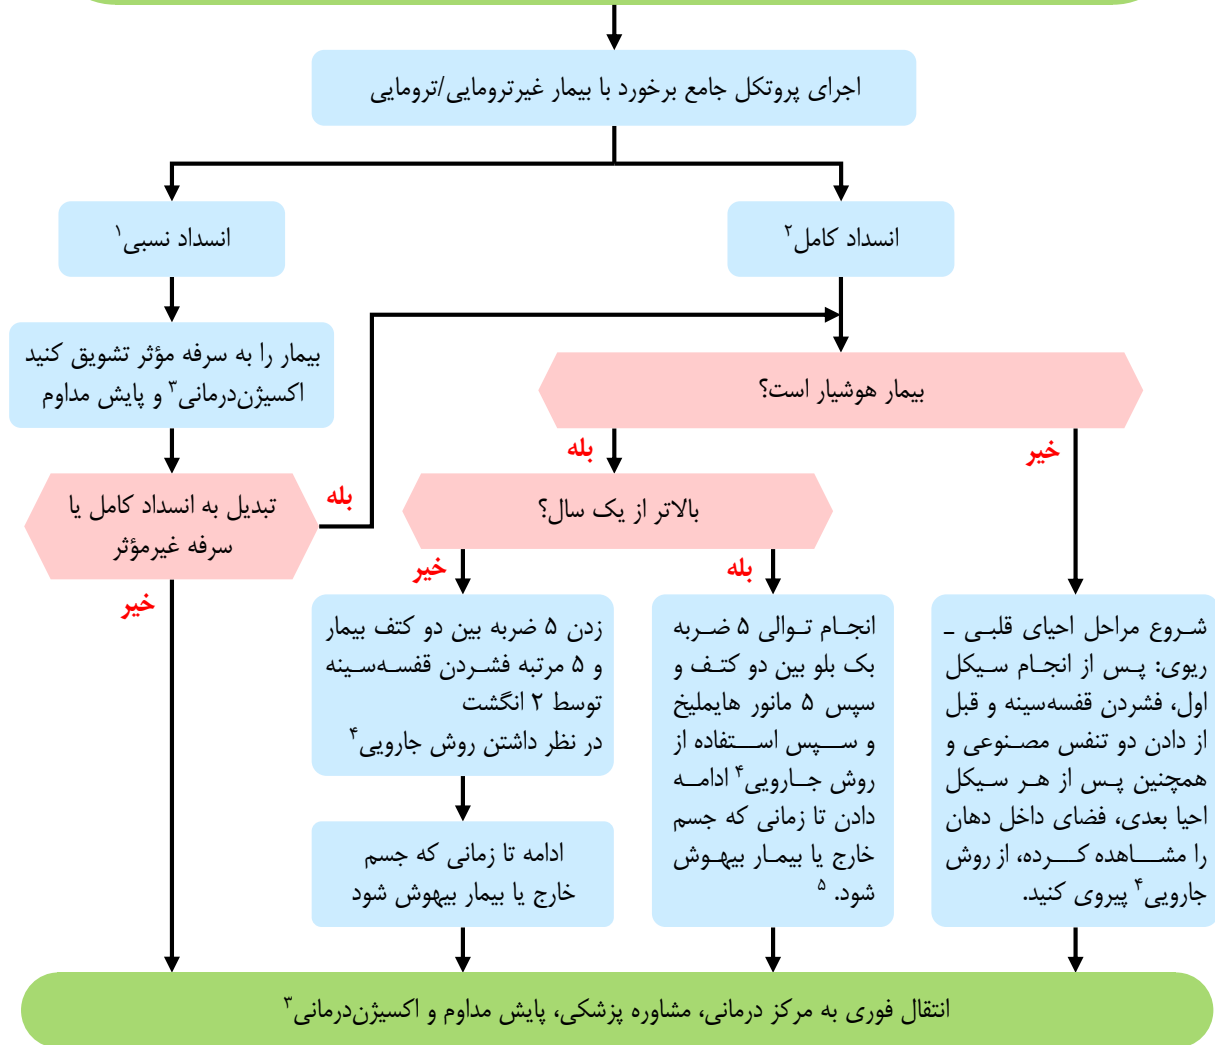 اجرای پروتکل جامع برخورد با بیمار غیرترومایی/ترومایی
انسداد کامل۲
انسداد نسبی۱
بیمار را به سرفه مؤثر تشویق کنید
اکسیژن‌درمانی۳ و پایش مداوم
بیمار هوشیار است؟
خیر
بله
تبدیل به انسداد کامل یا
سرفه غیرمؤثر
بله
خیر
بالاتر از یک سال؟
بله
خیر
شروع مراحل احیای قلبی ـ
ریوی: پس از انجام سیکل
اول، فشردن قفسه‌سینه و قبل
از دادن دو تنفس مصنوعی و
همچنین پس از هر سیکل
احیا بعدی، فضای داخل دهان
را مشاهده کرده، از روش
جارویی۴ پیروی کنید.
انجام توالی ۵ ضربه
بک بلو بین دو کتف و
سپس ۵ مانور هایملیخ
و سپس استفاده از
روش جارویی۴ ادامه
دادن تا زمانی که جسم
خارج یا بیمار بیهوش
شود. ۵
زدن ۵ ضربه بین دو کتف بیمار
و ۵ مرتبه فشردن قفسه‌سینه
توسط ۲ انگشت
در نظر داشتن روش جارویی۴
ادامه تا زمانی که جسم
خارج یا بیمار بیهوش شود
انتقال فوری به مرکز درمانی، مشاوره پزشکی، پایش مداوم و اکسیژن‌درمانی۳